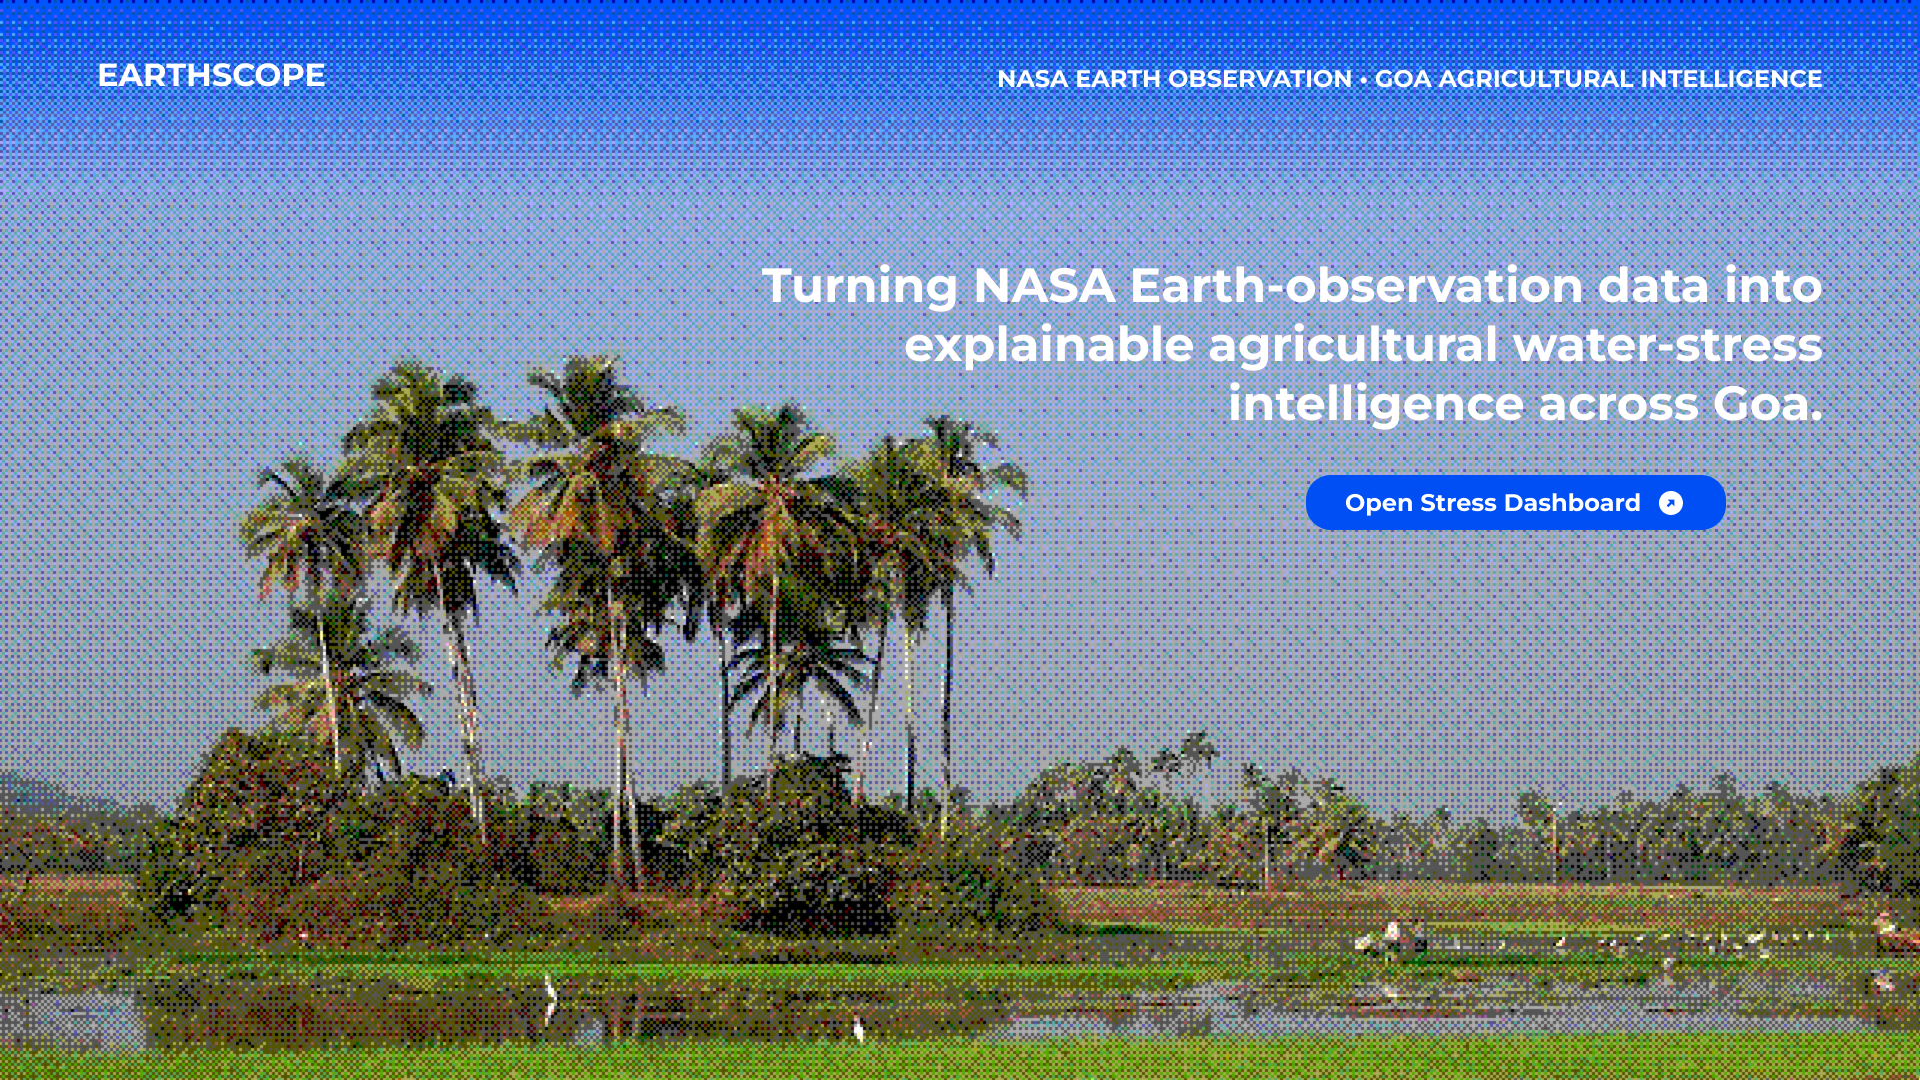 EARTHSCOPE
NASA EARTH OBSERVATION • GOA AGRICULTURAL INTELLIGENCE
Turning NASA Earth-observation data into
explainable agricultural water-stress
intelligence across Goa.
Open Stress Dashboard